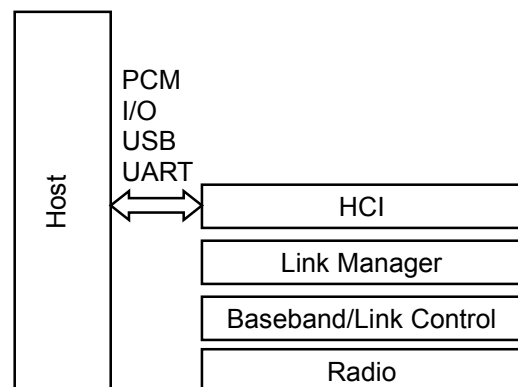 Host
PCM
I/O
USB
UART
HCI
Link Manager
Baseband/Link Control
Radio